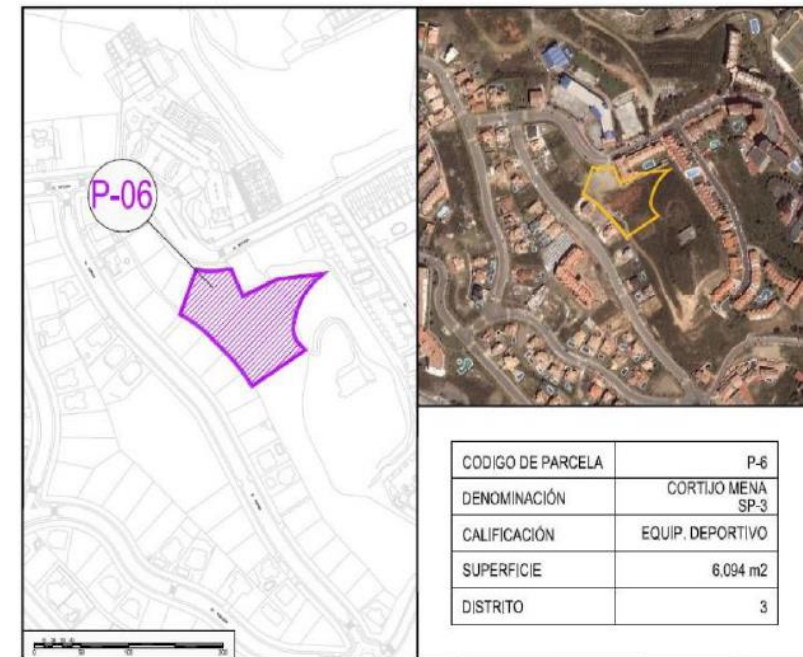 P-06
CODIGO DE PARCELA P-6
DENOMINACIÓN CORTIJO MENA
SP-3
CALIFICACIÓN EQUIP. DEPORTIVO
SUPERFICIE 6.094 m2
DISTRITO 3